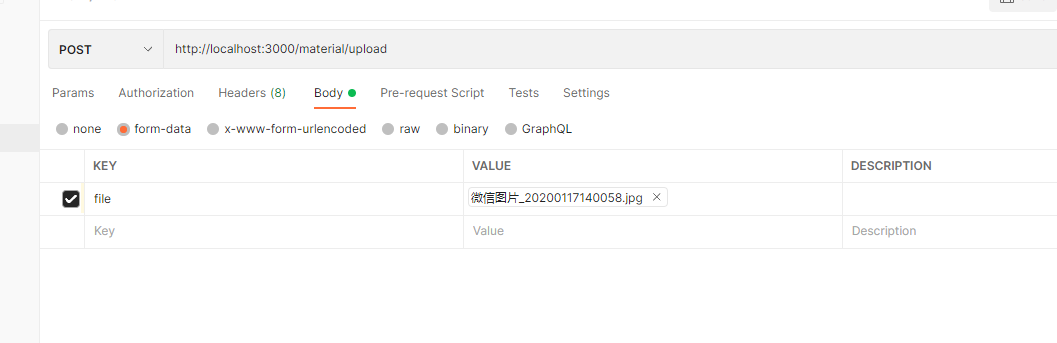 POST http://localhost:3000/material/upload
Params Authorization Headers (8) Body Pre-request Script Tests Settings
none form-data x-www-form-urlencoded raw binary GraphQL
KEY VALUE DESCRIPTION
file 微信图片_20200117140058.jpg
Key Value Description